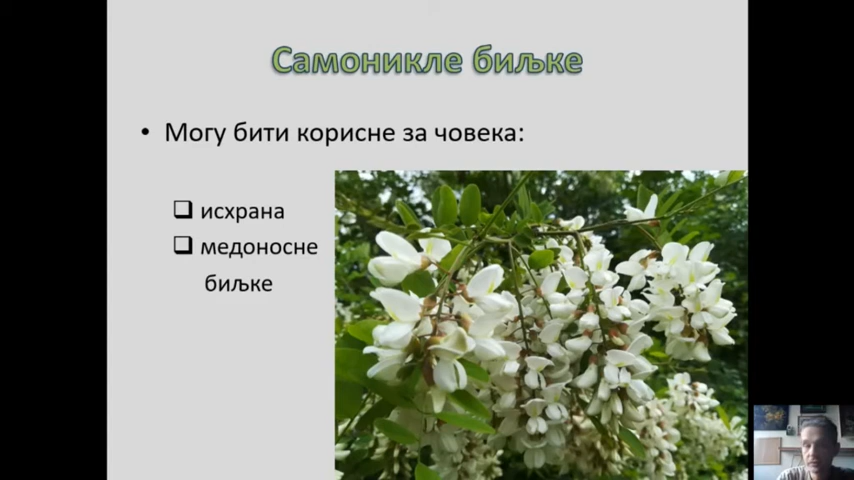 Самоникле биљке
• Могу бити корисне за човека:
❑ исхрана
❑ медоносне
биљке